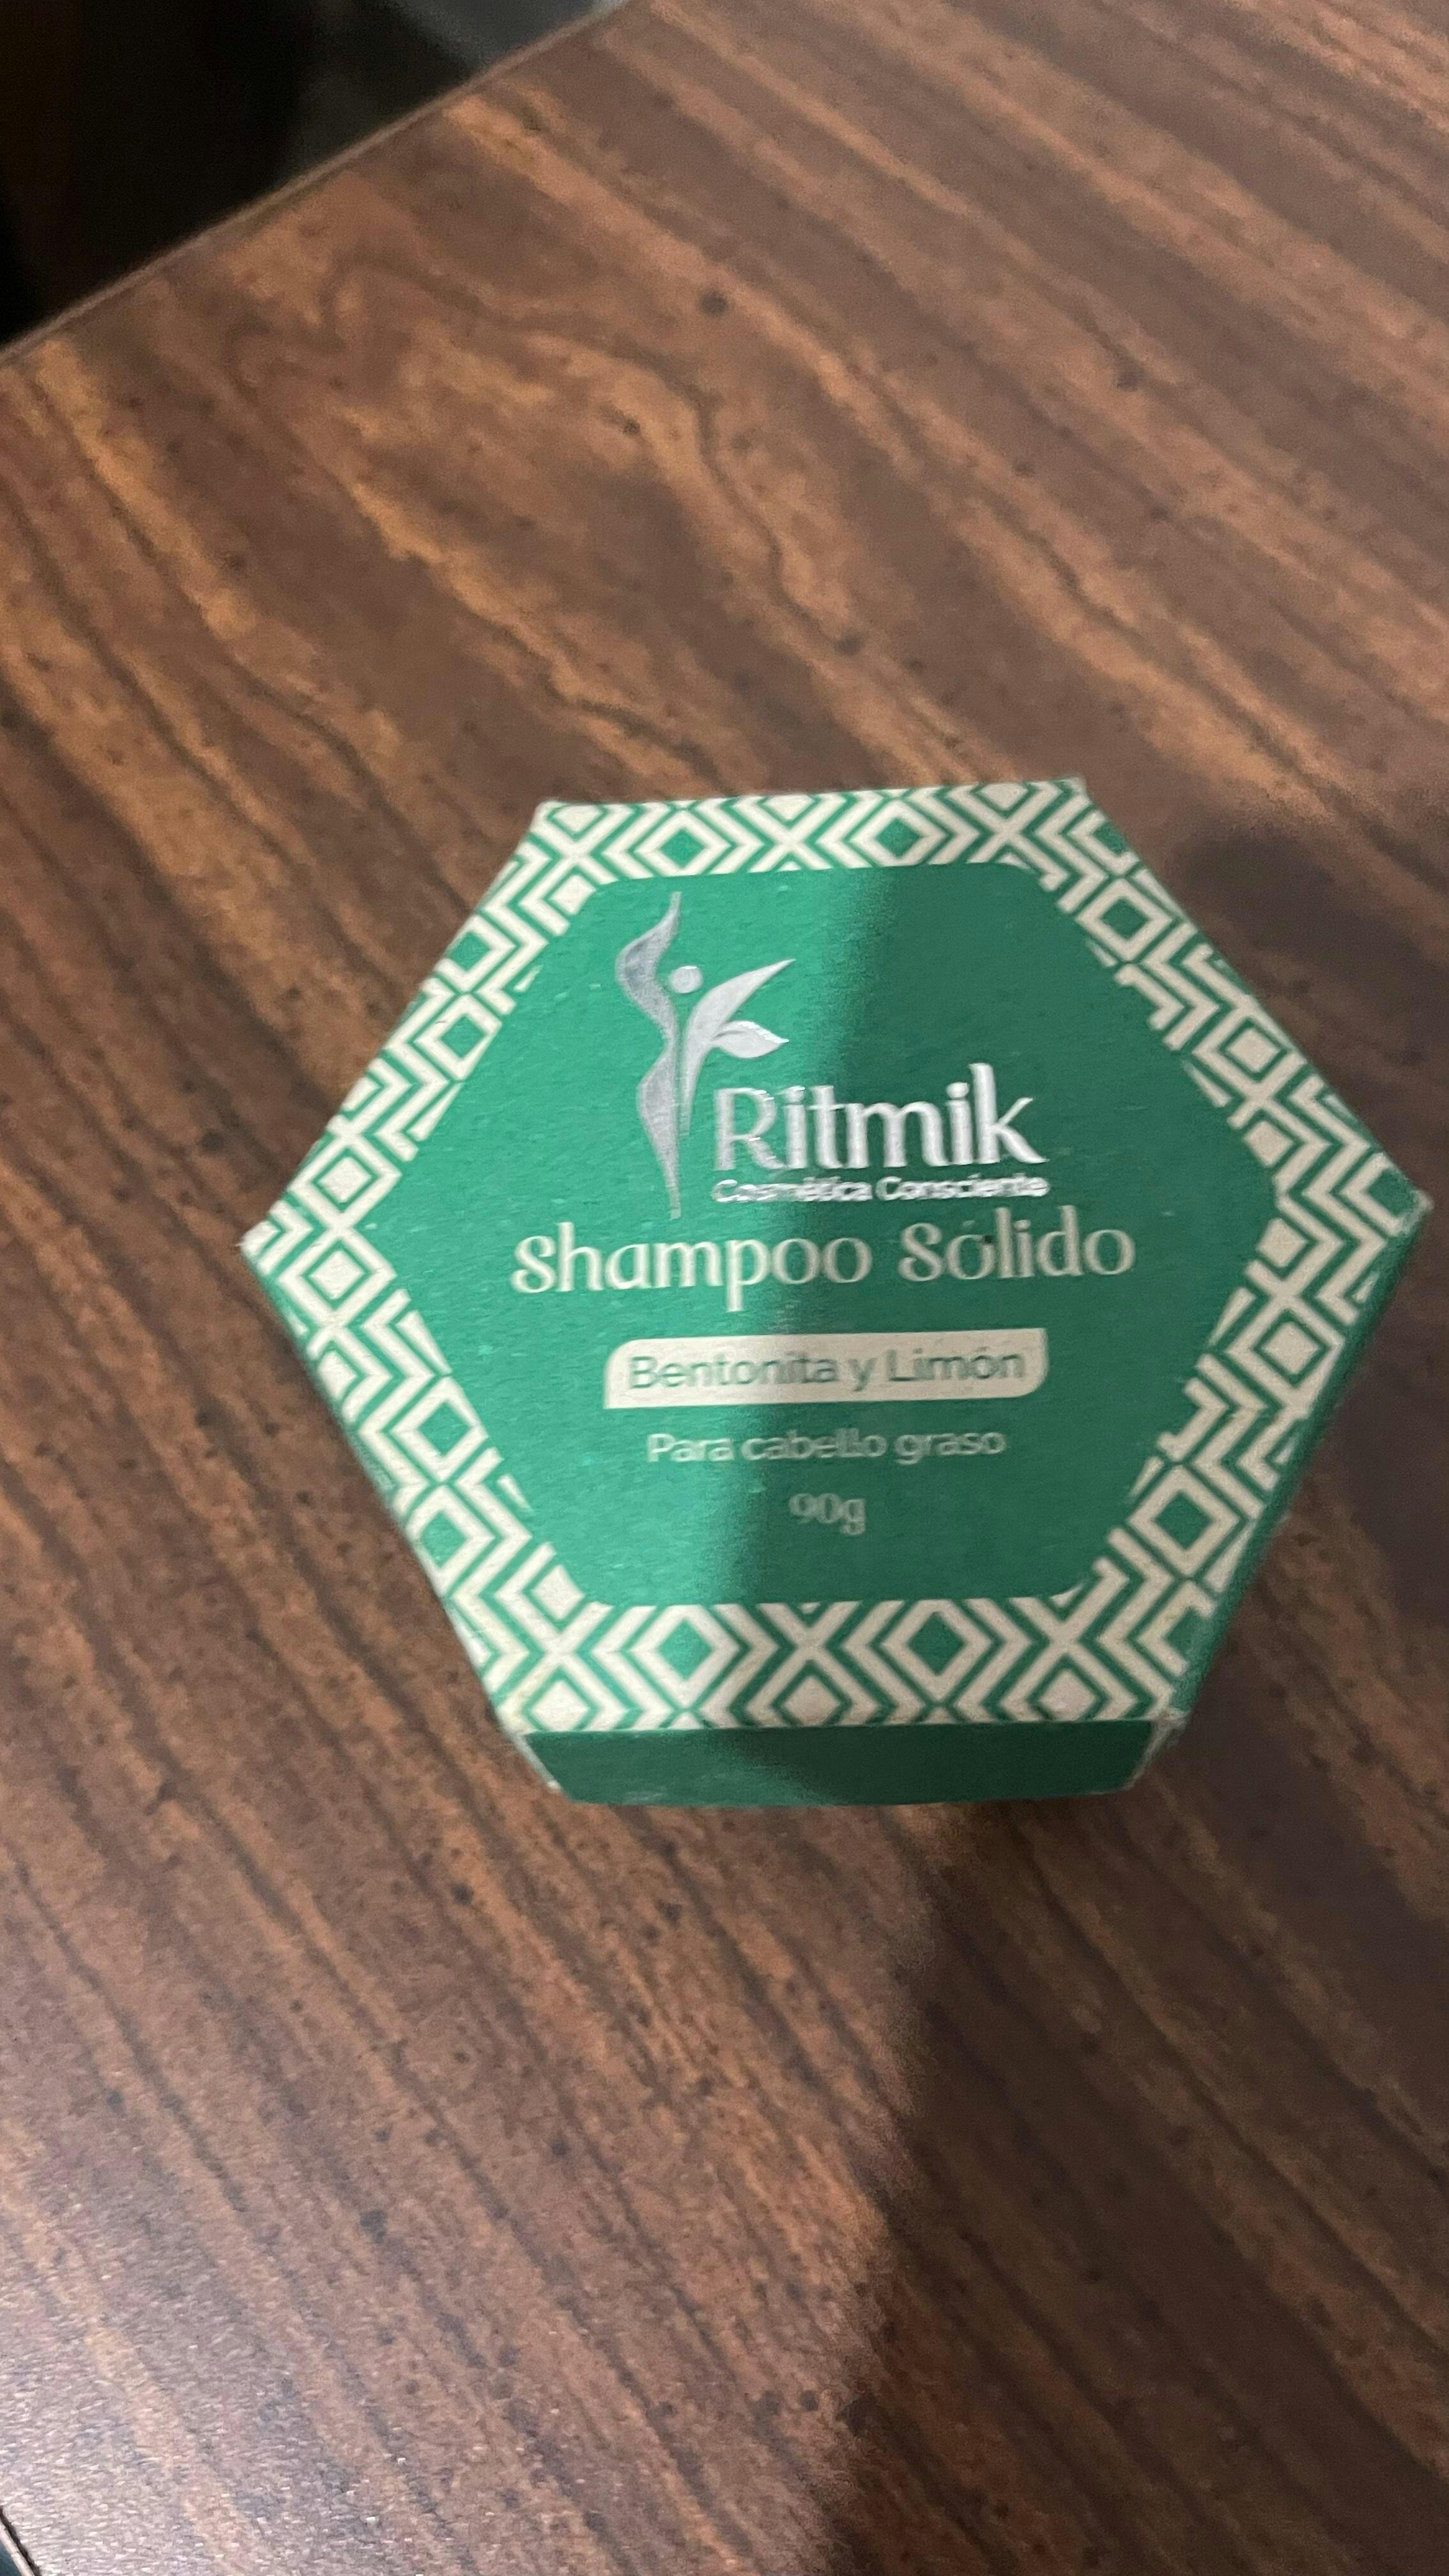 Ritmik
Cosmética Consciente
Shampoo Sólido
Bentonita y Limón
Para cabello graso
90g